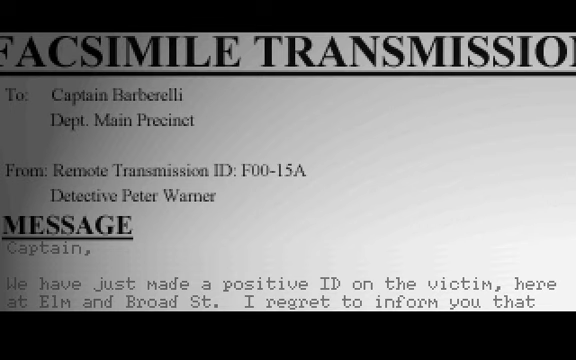 FACSIMILE TRANSMISSION
To: Captain Barberelli
Dept. Main Precinct
From: Remote Transmission ID: F00-15A
Detective Peter Warner
MESSAGE
Captain,
We have just made a positive ID on the victim, here
at Elm and Broad St. I regret to inform you that